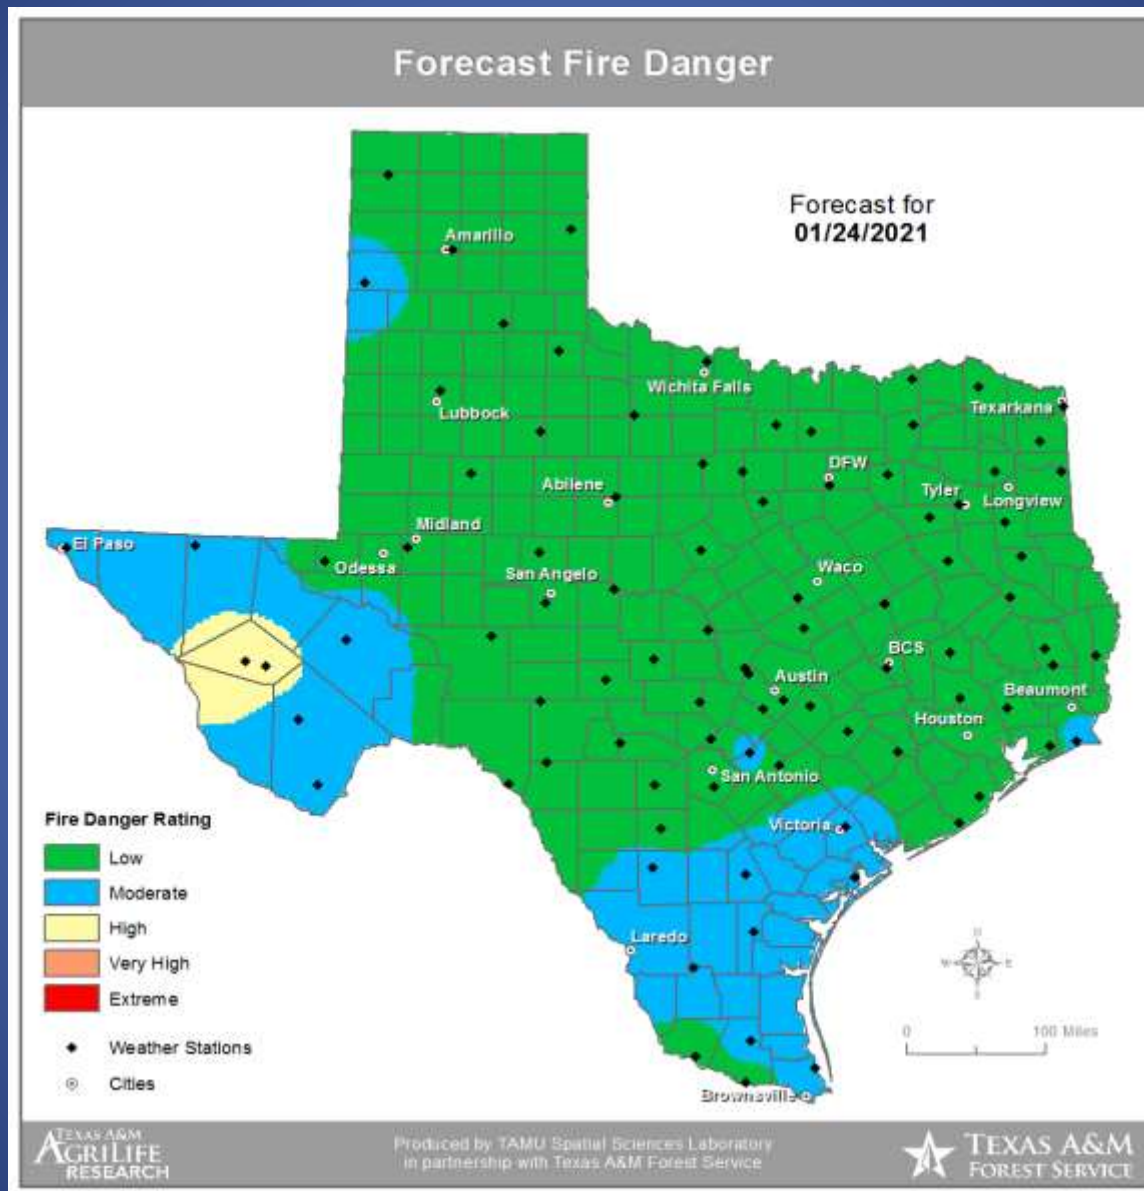 Forecast Fire Danger
Forecast for
01/24/2021
Amarillo
Wichita Falls
Lubbock
Texarkana
DFW
Abilene
Tyler
Longview
Midland
El Paso
Odessa
San Angelo
Waco
BCS
Austin
Beaumont
Houston
San Antonio
Victoria
Fire Danger Rating
Low
Moderate
High
Laredo
Very High
N
W
E
S
Extreme
0
100 Miles
Weather Stations
Cities
Brownsville
TEXAS A&M
AGRILIFE
RESEARCH
Produced by TAMU Spatial Sciences Laboratory
in partnership with Texas A&M Forest Service
TEXAS A&M
FOREST SERVICE